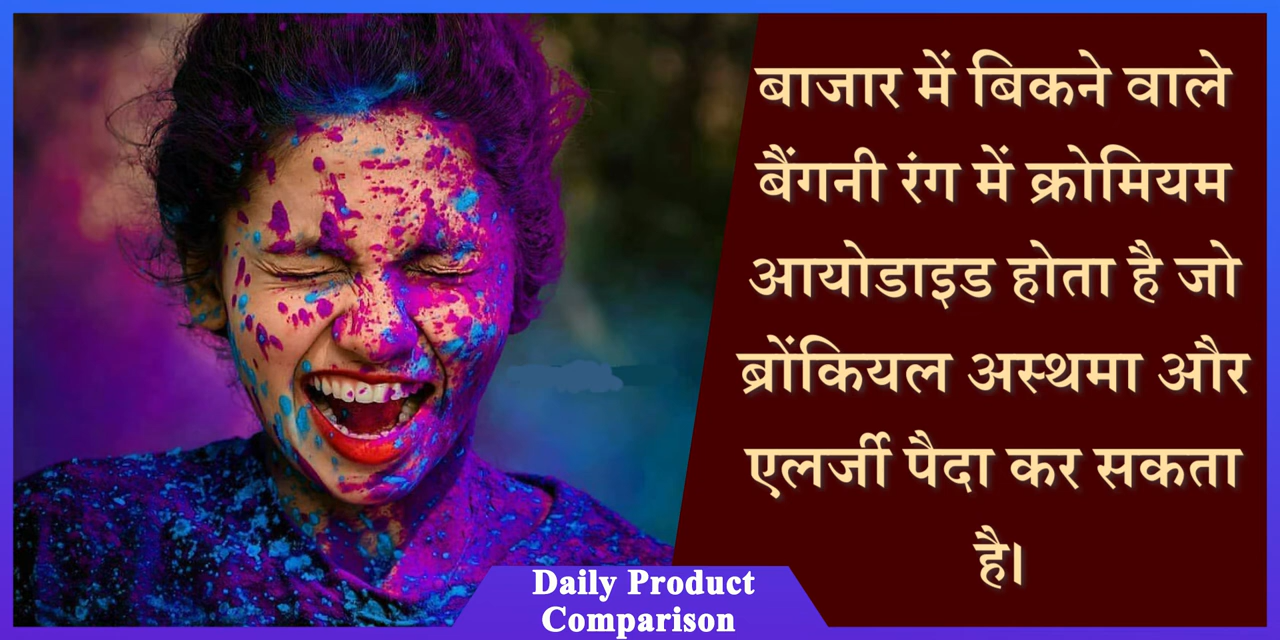 बाजार में बिकने वाले
बैंगनी रंग में क्रोमियम
आयोडाइड होता है जो
ब्रोंकियल अस्थमा और
एलर्जी पैदा कर सकता
है।
Daily Product
Comparison